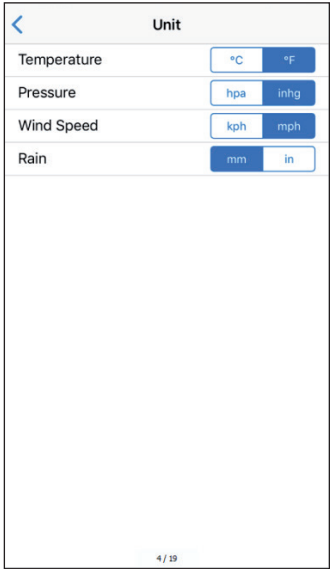 Unit
Temperature °C °F
Pressure hpa inhg
Wind Speed kph mph
Rain mm in
4 / 19